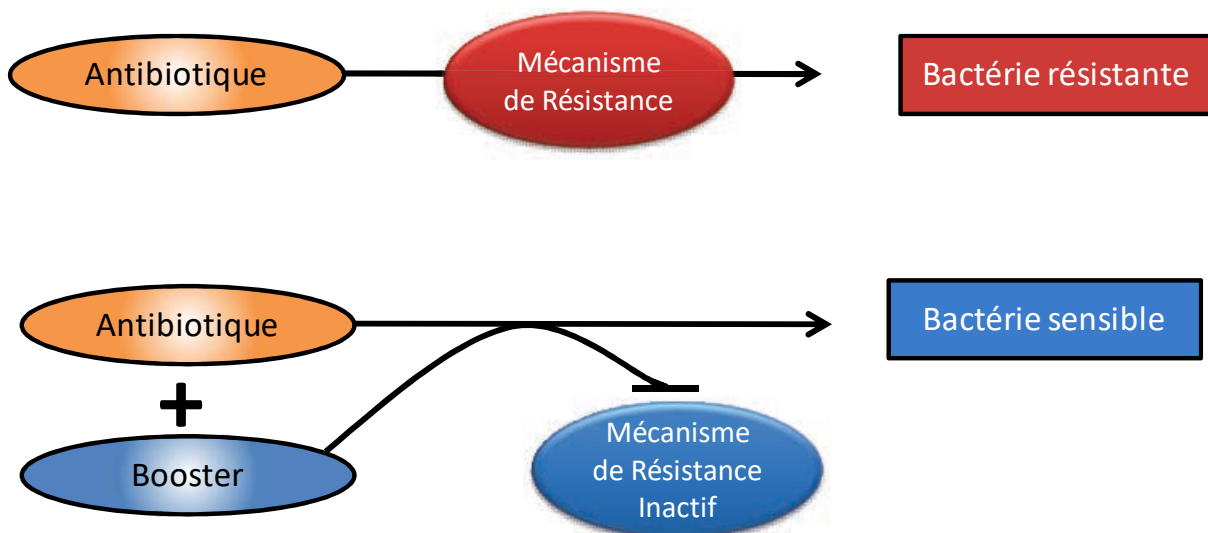 Antibiotique
Mécanisme
de Résistance
Bactérie résistante
Antibiotique
Bactérie sensible
+
Booster
Mécanisme
de Résistance
Inactif